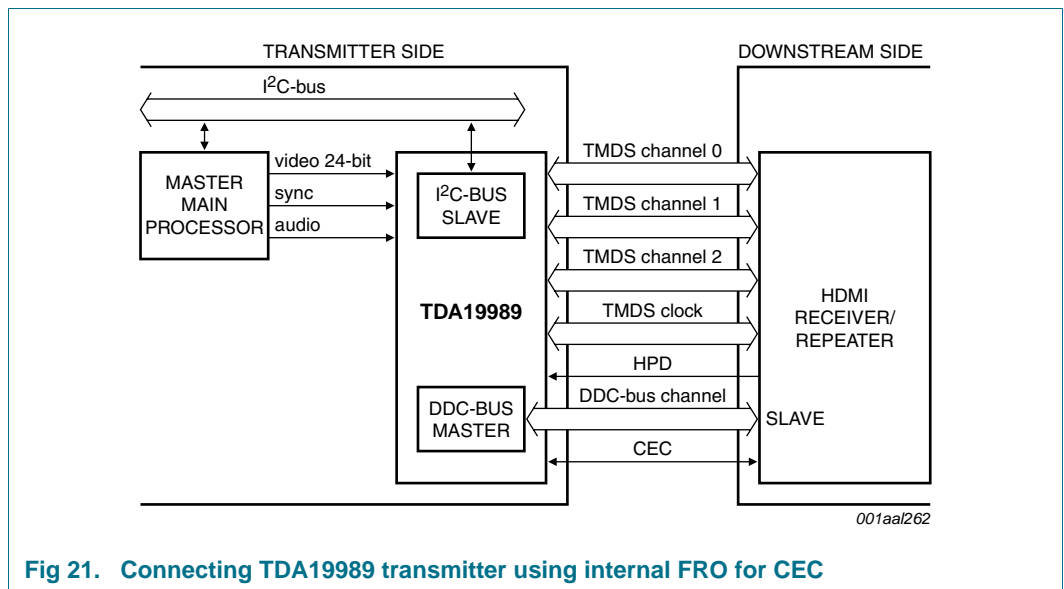 TRANSMITTER SIDE
DOWNSTREAM SIDE
I²C-bus
MASTER
MAIN
PROCESSOR
video 24-bit
sync
audio
I²C-BUS
SLAVE
TDA19989
DDC-BUS
MASTER
TMDS channel 0
TMDS channel 1
TMDS channel 2
TMDS clock
HPD
DDC-bus channel
CEC
SLAVE
HDMI
RECEIVER/
REPEATER
001aal262
Fig 21. Connecting TDA19989 transmitter using internal FRO for CEC